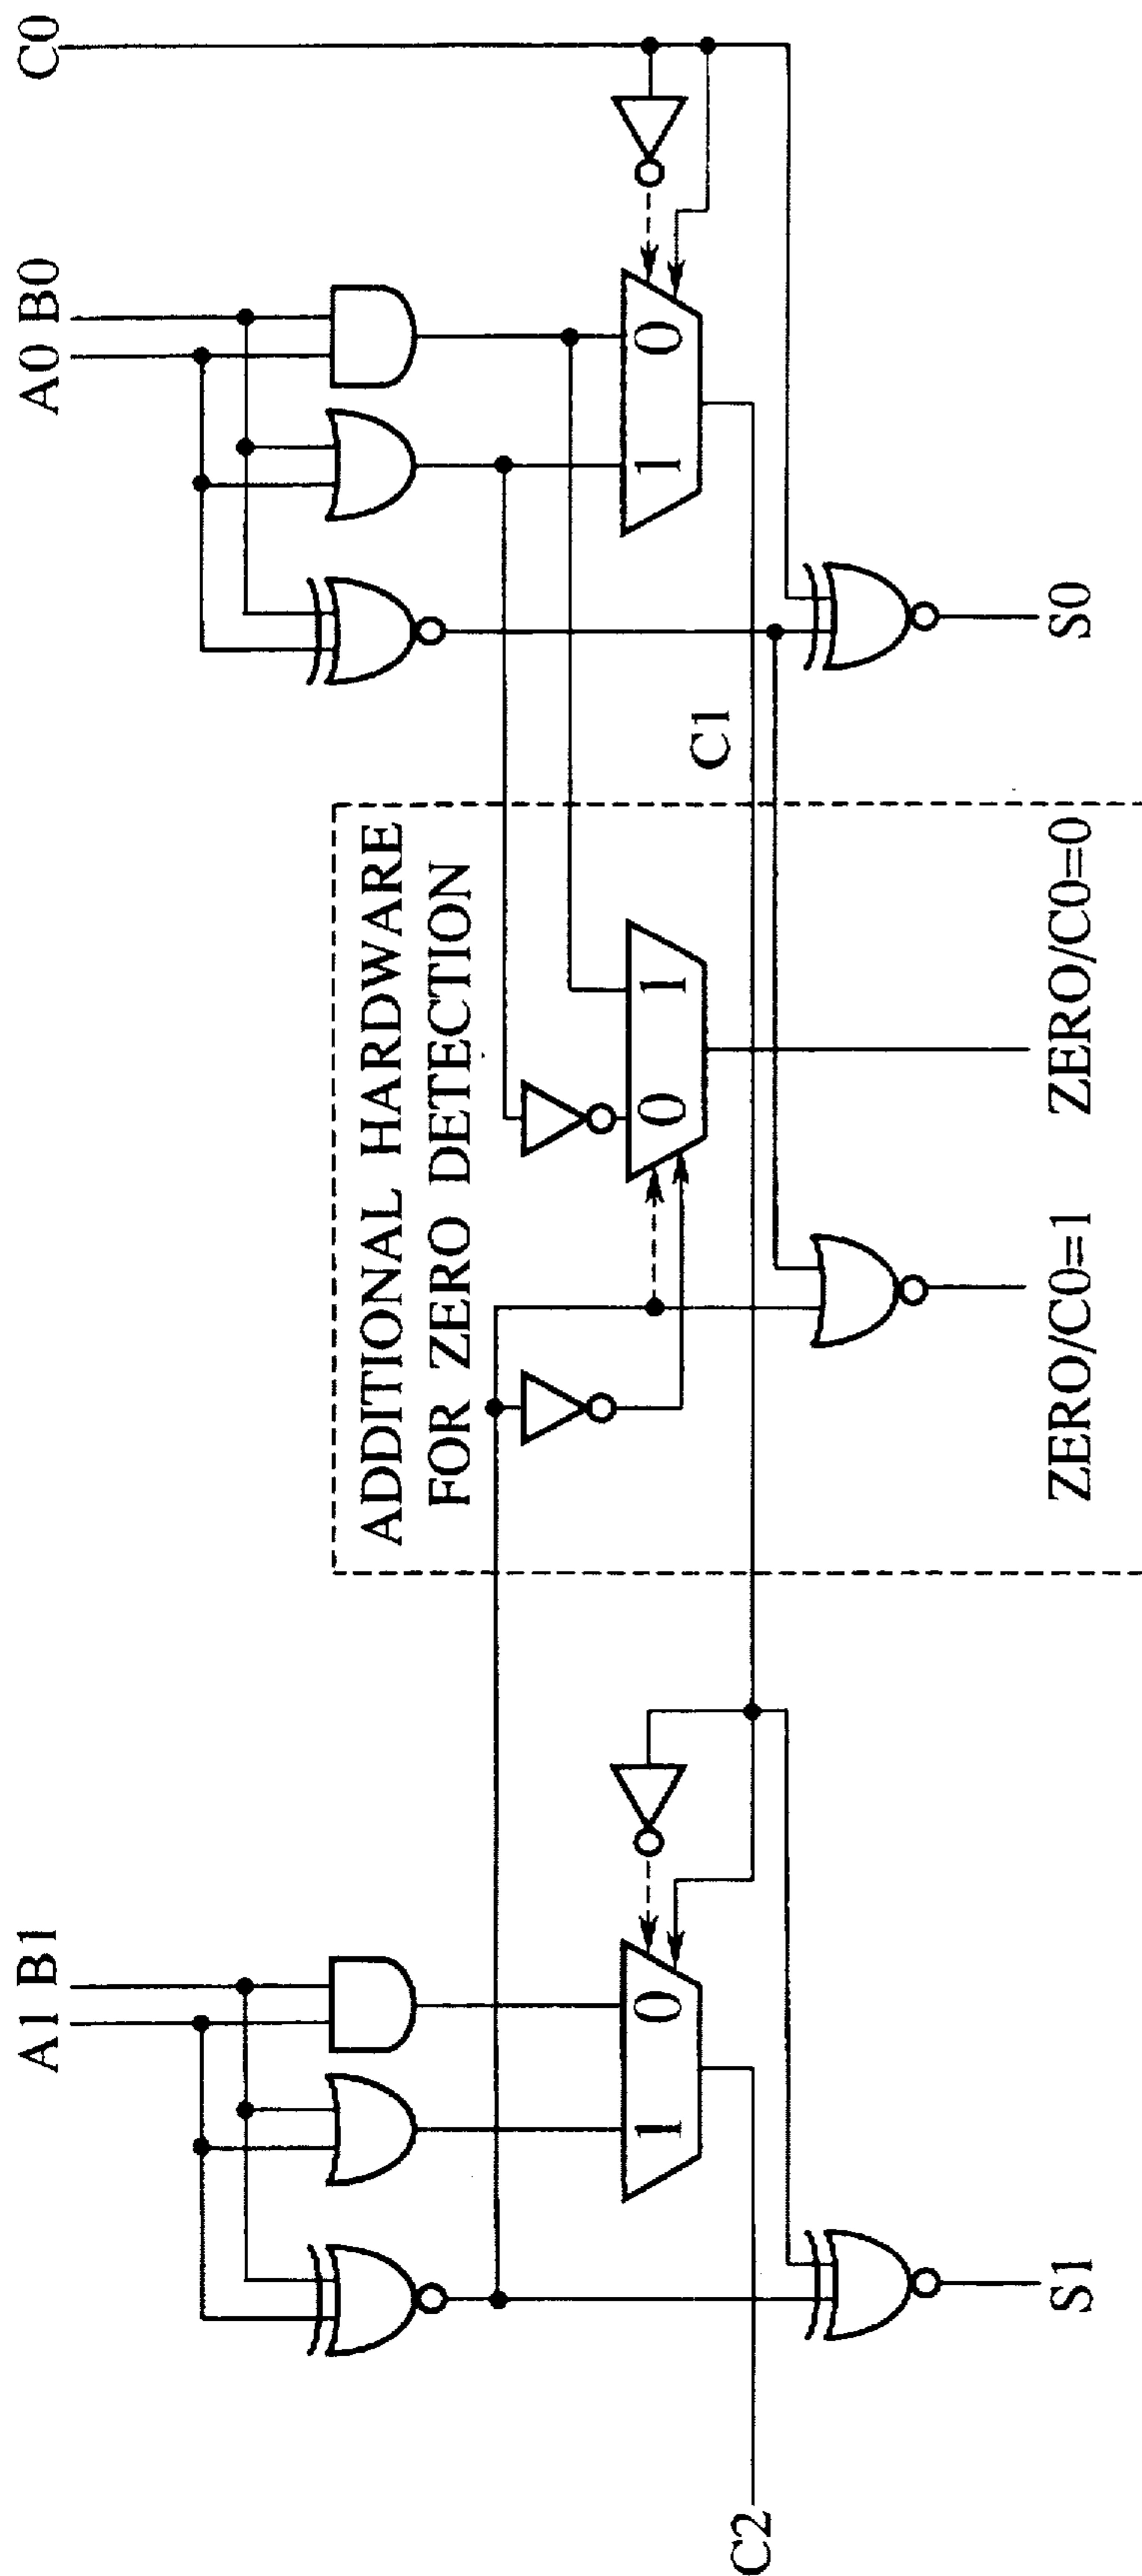 A1 B1
A0 B0
C0
ADDITIONAL HARDWARE
FOR ZERO DETECTION
1 0
0 1
1 0
C1
C2
S1
ZERO/C0=1
ZERO/C0=0
S0